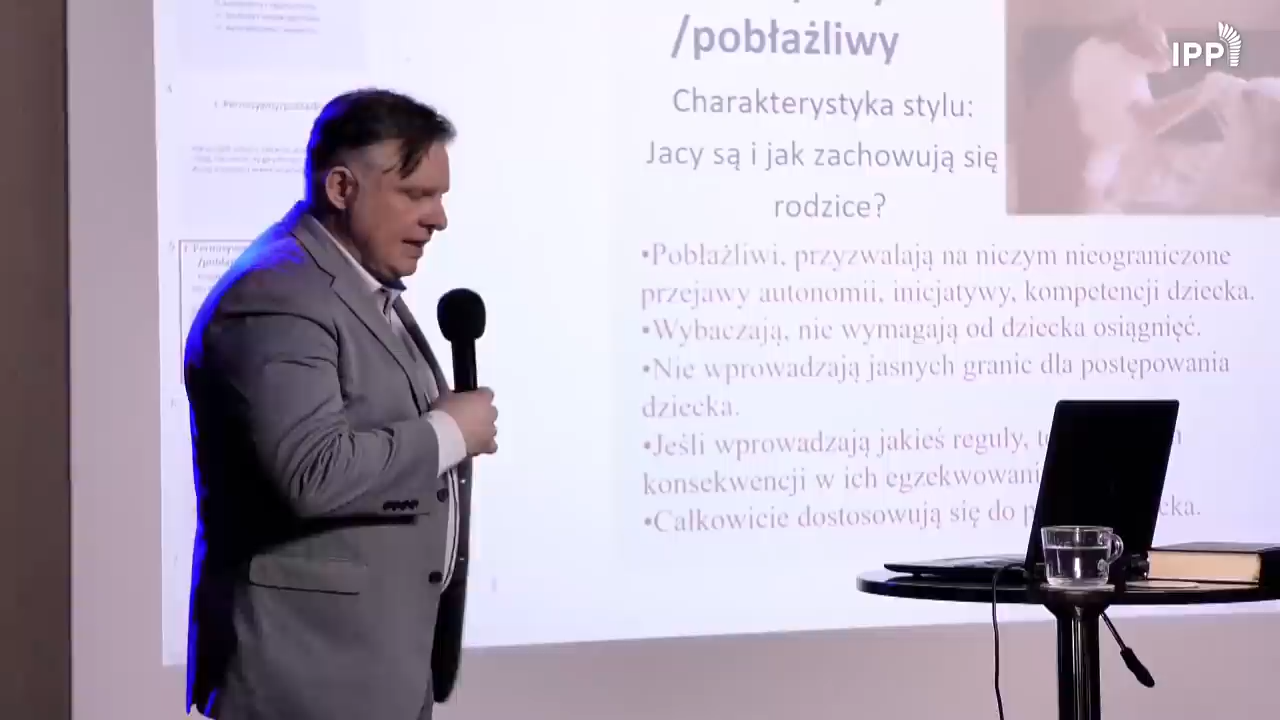 IPP
/pobłażliwy
Charakterystyka stylu:
Jacy są i jak zachowują się
rodzice?
•Pobłażliwi, przyzwalają na niczym nieograniczone
przejawy autonomii, inicjatywy, kompetencji dziecka.
•Wybaczają, nie wymagają od dziecka osiągnięć.
•Nie wprowadzają jasnych granic dla postępowania
dziecka.
•Jeśli wprowadzają jakieś reguły,
konsekwencji w ich
•Całkowicie dostosowują się do